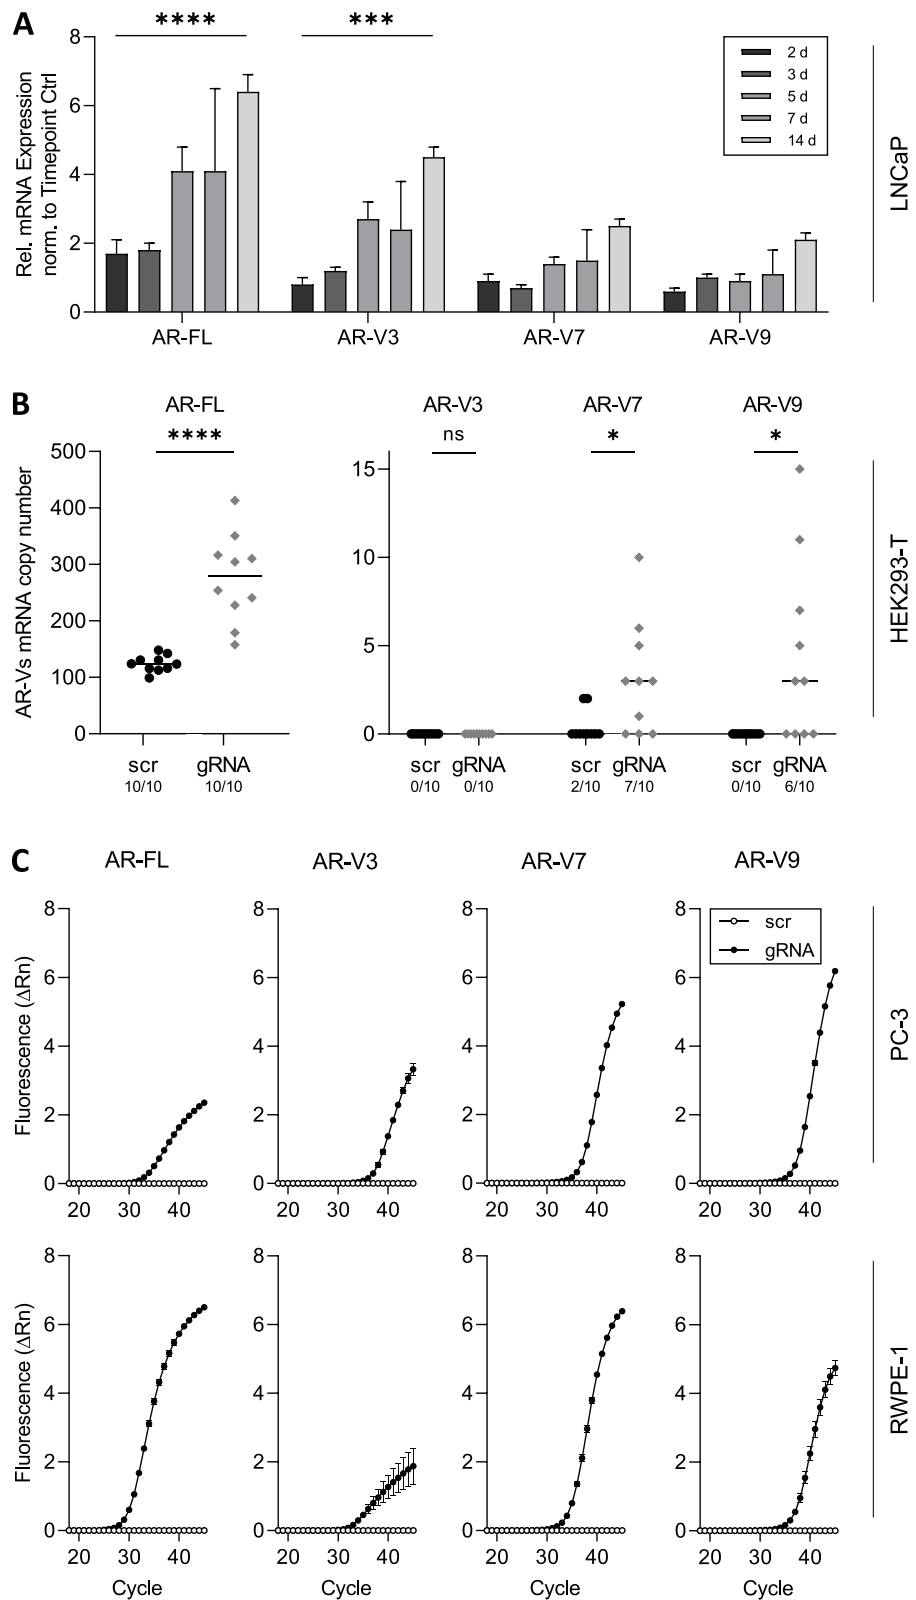 A
**** ***
Rel. mRNA Expression
norm. to Timepoint Ctrl
8
6
4
2
0
2 d
3 d
5 d
7 d
14 d
AR-FL AR-V3 AR-V7 AR-V9
LNCaP
B
AR-FL AR-V3 AR-V7 AR-V9
**** ns * *
AR-Vs mRNA copy number
500
400
300
200
100
0
15
10
5
0
scr gRNA scr gRNA scr gRNA scr gRNA
10/10 10/10 0/10 0/10 2/10 7/10 0/10 6/10
HEK293-T
C
AR-FL AR-V3 AR-V7 AR-V9
Fluorescence (ΔRn)
8 8 8 8
6 6 6 6
4 4 4 4
2 2 2 2
0 0 0 0
20 30 40 20 30 40 20 30 40 20 30 40
scr
gRNA
PC-3
Fluorescence (ΔRn)
8 8 8 8
6 6 6 6
4 4 4 4
2 2 2 2
0 0 0 0
20 30 40 20 30 40 20 30 40 20 30 40
Cycle Cycle Cycle Cycle
RWPE-1